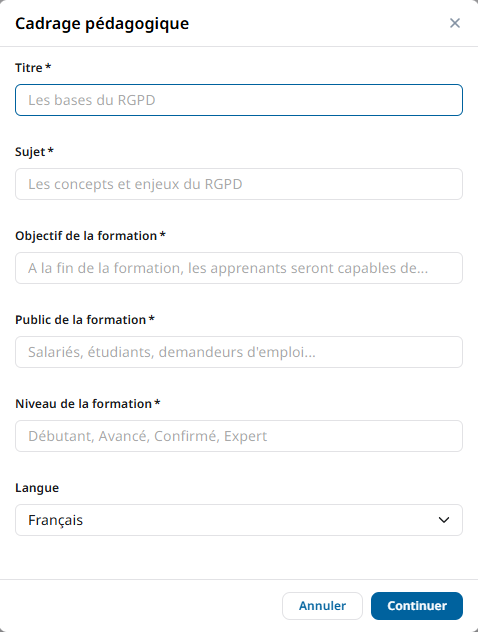 Cadrage pédagogique
Titre *
Les bases du RGPD
Sujet *
Les concepts et enjeux du RGPD
Objectif de la formation *
A la fin de la formation, les apprenants seront capables de...
Public de la formation *
Salariés, étudiants, demandeurs d'emploi...
Niveau de la formation *
Débutant, Avancé, Confirmé, Expert
Langue
Français
Annuler Continuer